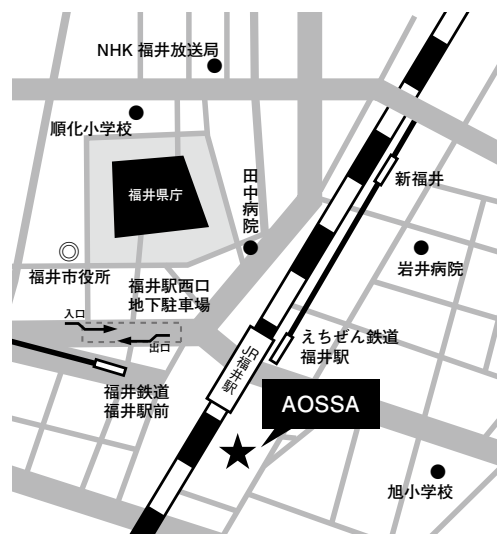 NHK 福井放送局
順化小学校
福井県庁
田中病院
新福井
福井市役所
岩井病院
福井駅西口
地下駐車場
入口
出口
えちぜん鉄道
福井駅
JR福井駅
福井鉄道
福井駅前
AOSSA
旭小学校